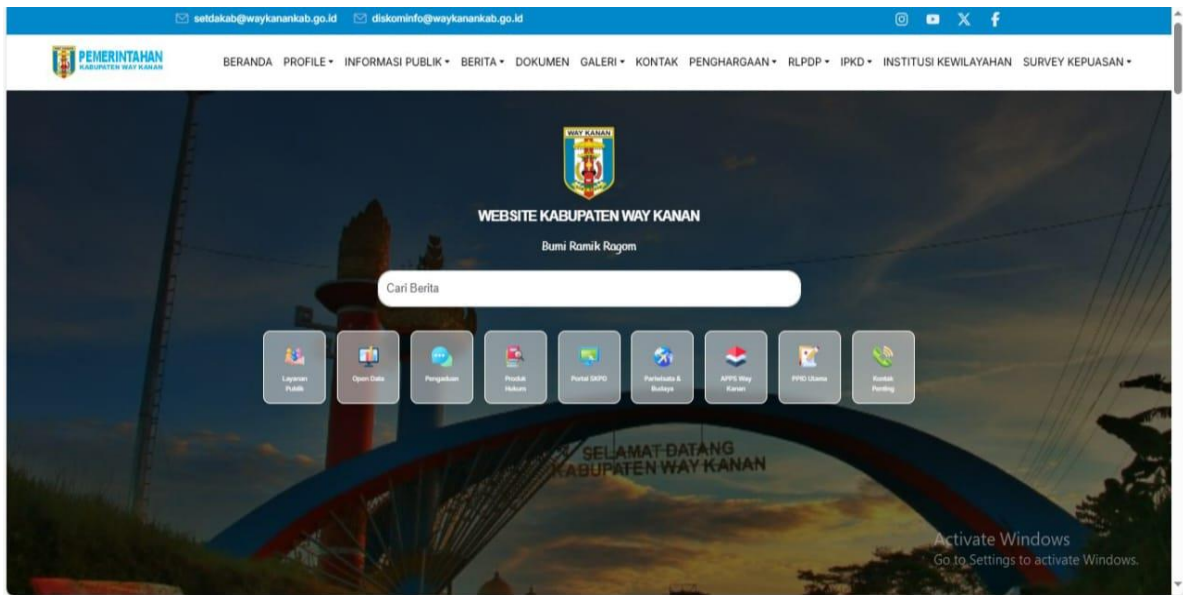 setdakab@waykanankab.go.id diskominfo@waykanankab.go.id
PEMERINTAHAN
KABUPATEN WAY KANAN
BERANDA PROFILE INFORMASI PUBLIK BERITA DOKUMEN GALERI KONTAK PENGHARGAAN RLPDP IPKD INSTITUSI KEWILAYAHAN SURVEY KEPUASAN
WAY KANAN
WEBSITE KABUPATEN WAY KANAN
Bumi Ramik Ragom
Cari Berita
Layanan
Publik
Open Data
Pengaduan
Produk
Hukum
Portal SKPD
Pariwisata &
Budaya
APPS Way
Kanan
PPID Utama
Kontak
Penting
SELAMAT DATANG
KABUPATEN WAY KANAN
Activate Windows
Go to Settings to activate Windows.